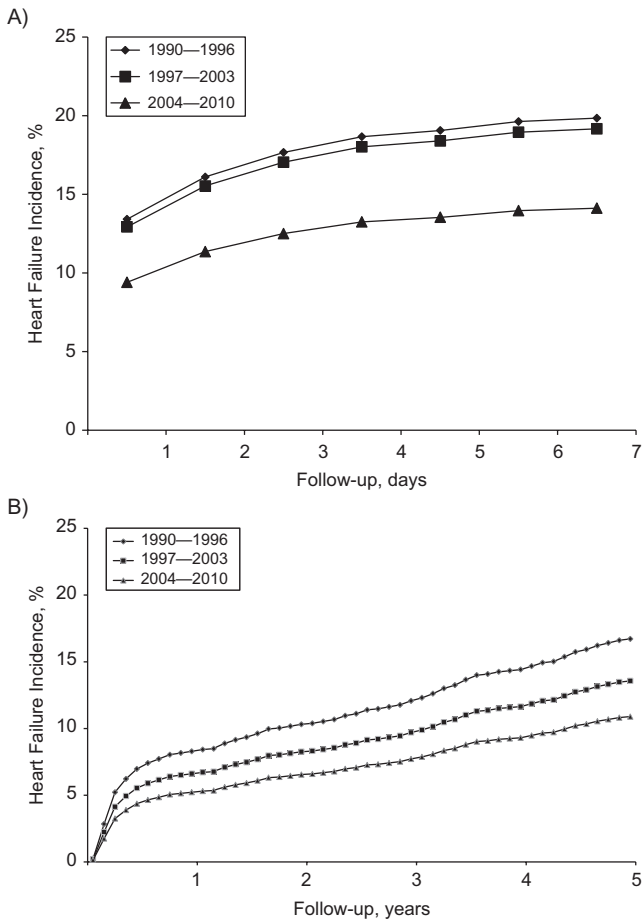 A)
25
20
15
10
5
0
Heart Failure Incidence, %
1990—1996
1997—2003
2004—2010
1 2 3 4 5 6 7
Follow-up, days
B)
25
20
15
10
5
0
Heart Failure Incidence, %
1990—1996
1997—2003
2004—2010
1 2 3 4 5
Follow-up, years